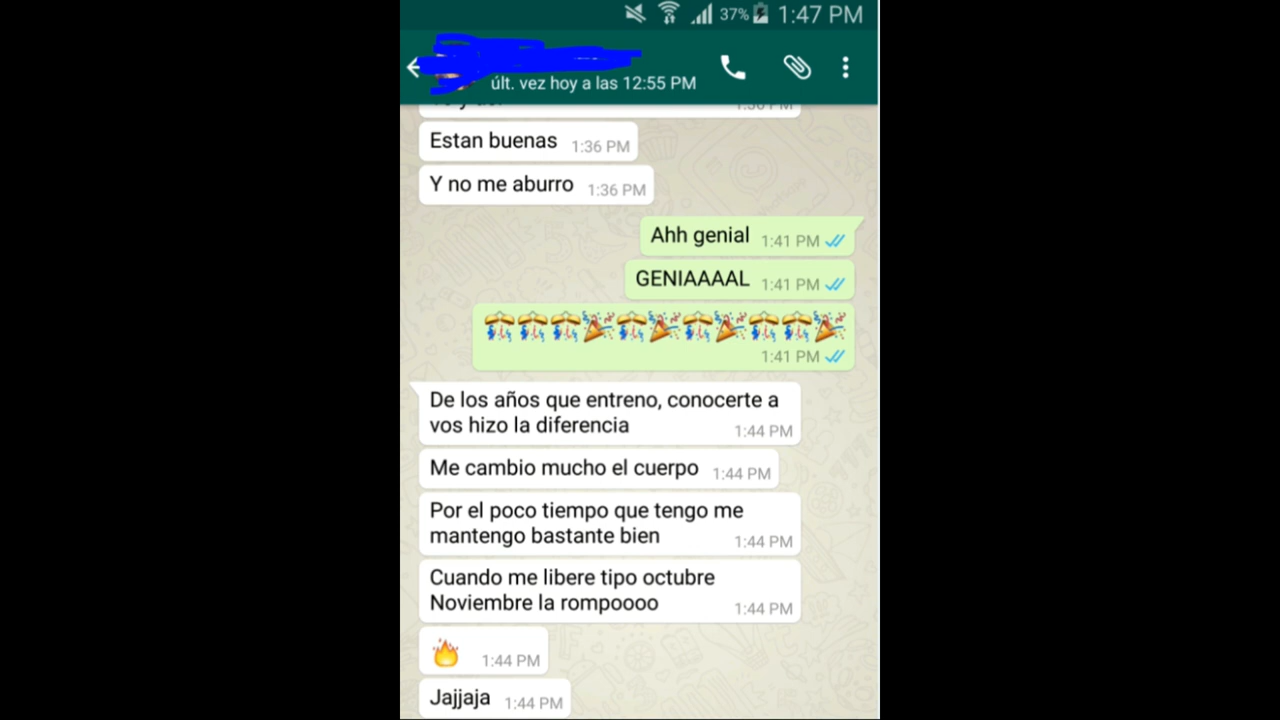 37% 1:47 PM
últ. vez hoy a las 12:55 PM
1:36 PM
Estan buenas 1:36 PM
Y no me aburro 1:36 PM
Ahh genial 1:41 PM
GENIAAAAL 1:41 PM
1:41 PM
De los años que entreno, conocerte a
vos hizo la diferencia 1:44 PM
Me cambio mucho el cuerpo 1:44 PM
Por el poco tiempo que tengo me
mantengo bastante bien 1:44 PM
Cuando me libere tipo octubre
Noviembre la rompoooo 1:44 PM
1:44 PM
Jajjaja 1:44 PM